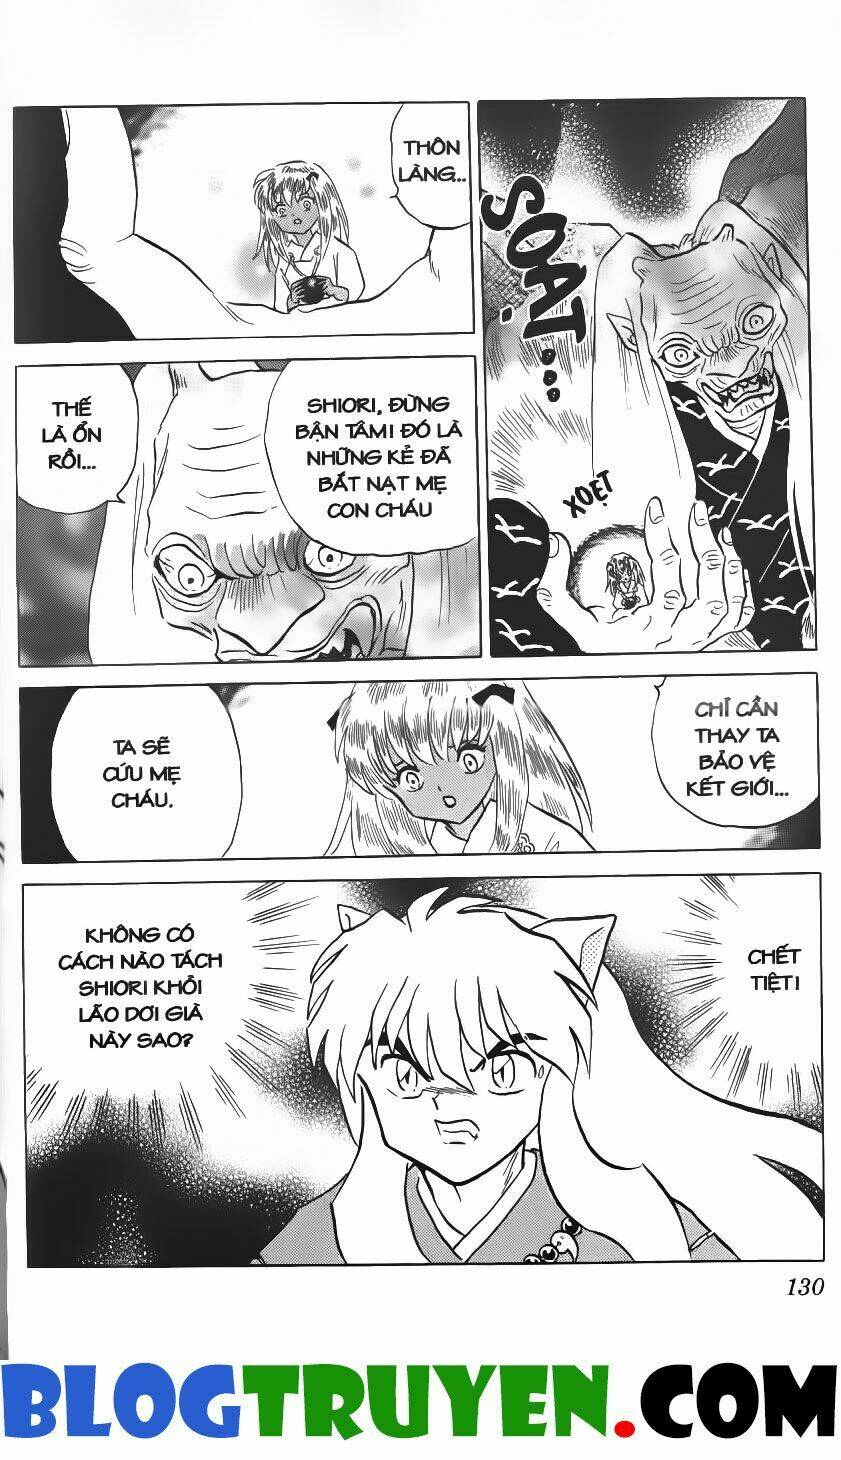 SOẠT...
XOẸT
THÔN
LÀNG...
SHIORI, ĐỪNG
BẬN TÂM! ĐÓ LÀ
NHỮNG KẺ ĐÃ
BẮT NẠT MẸ
CON CHÁU
THẾ
LÀ ỔN
RỒI...
CHỈ CẦN
THAY TA
BẢO VỆ
KẾT GIỚI...
TA SẼ
CỨU MẸ
CHÁU.
CHẾT
TIỆT!
KHÔNG CÓ
CÁCH NÀO TÁCH
SHIORI KHỎI
LÃO DƠI GIÀ
NÀY SAO?
130
BLOGTRUYEN.COM